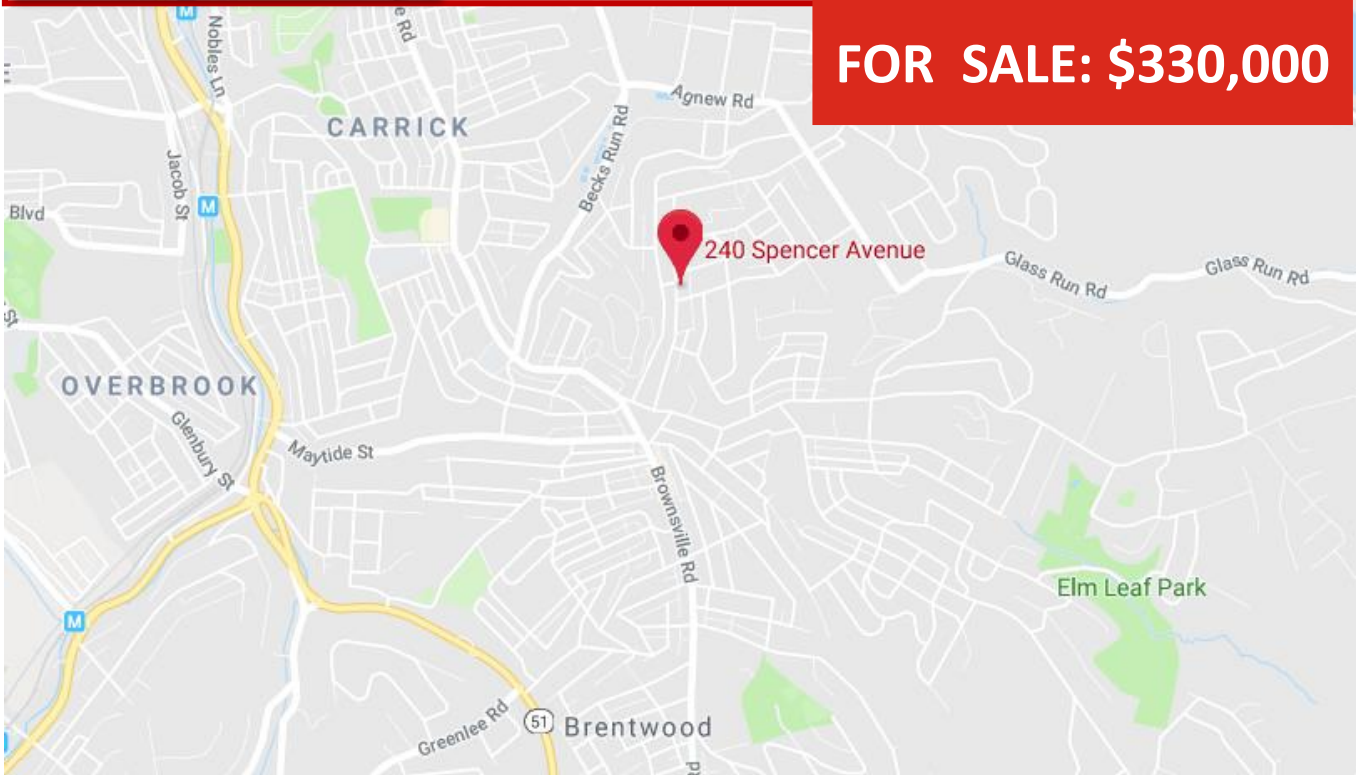 FOR SALE: $330,000
M
Nobles Ln
e Rd
Agnew Rd
CARRICK
Becks Run Rd
Jacob St
M
Blvd
240 Spencer Avenue
Glass Run Rd
Glass Run Rd
St
OVERBROOK
Glenbury St
Maytide St
Brownsville Rd
Elm Leaf Park
M
Greenlee Rd
51
Brentwood